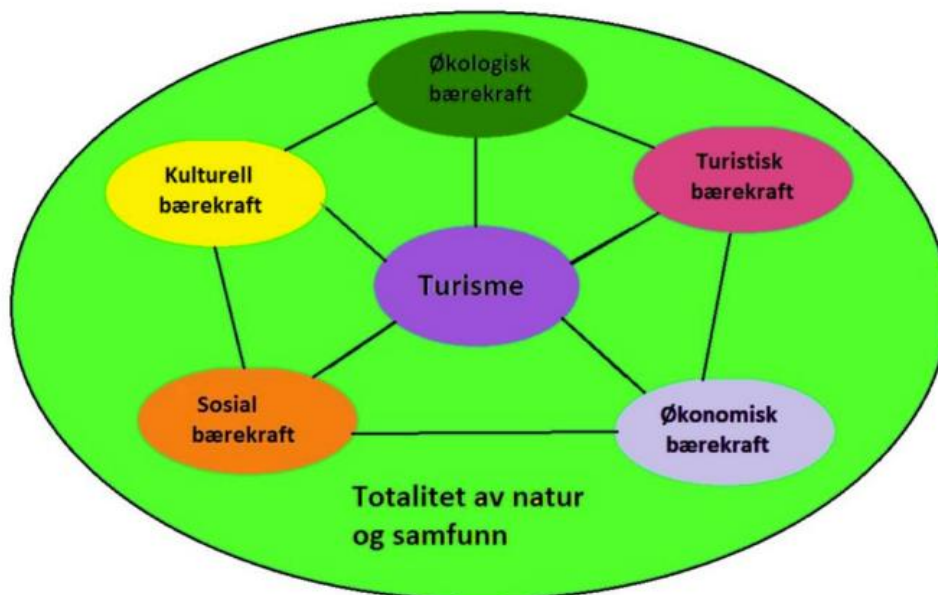 Økologisk
bærekraft
Kulturell
bærekraft
Turistisk
bærekraft
Turisme
Sosial
bærekraft
Økonomisk
bærekraft
Totalitet av natur
og samfunn